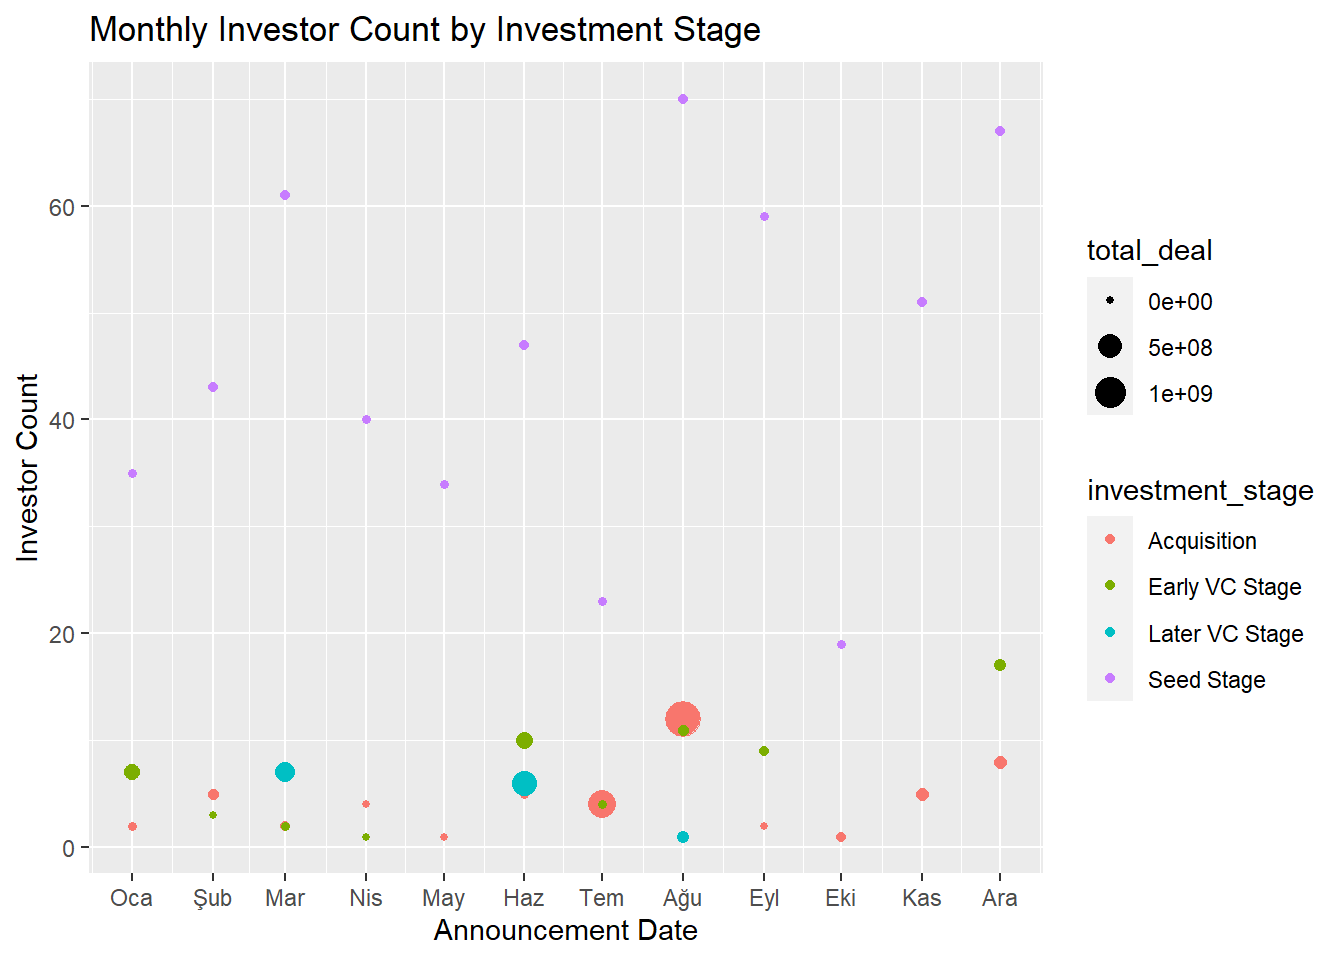 Monthly Investor Count by Investment Stage
Investor Count
60
40
20
0
Oca Şub Mar Nis May Haz Tem Ağu Eyl Eki Kas Ara
Announcement Date
total_deal
0e+00
5e+08
1e+09
investment_stage
Acquisition
Early VC Stage
Later VC Stage
Seed Stage